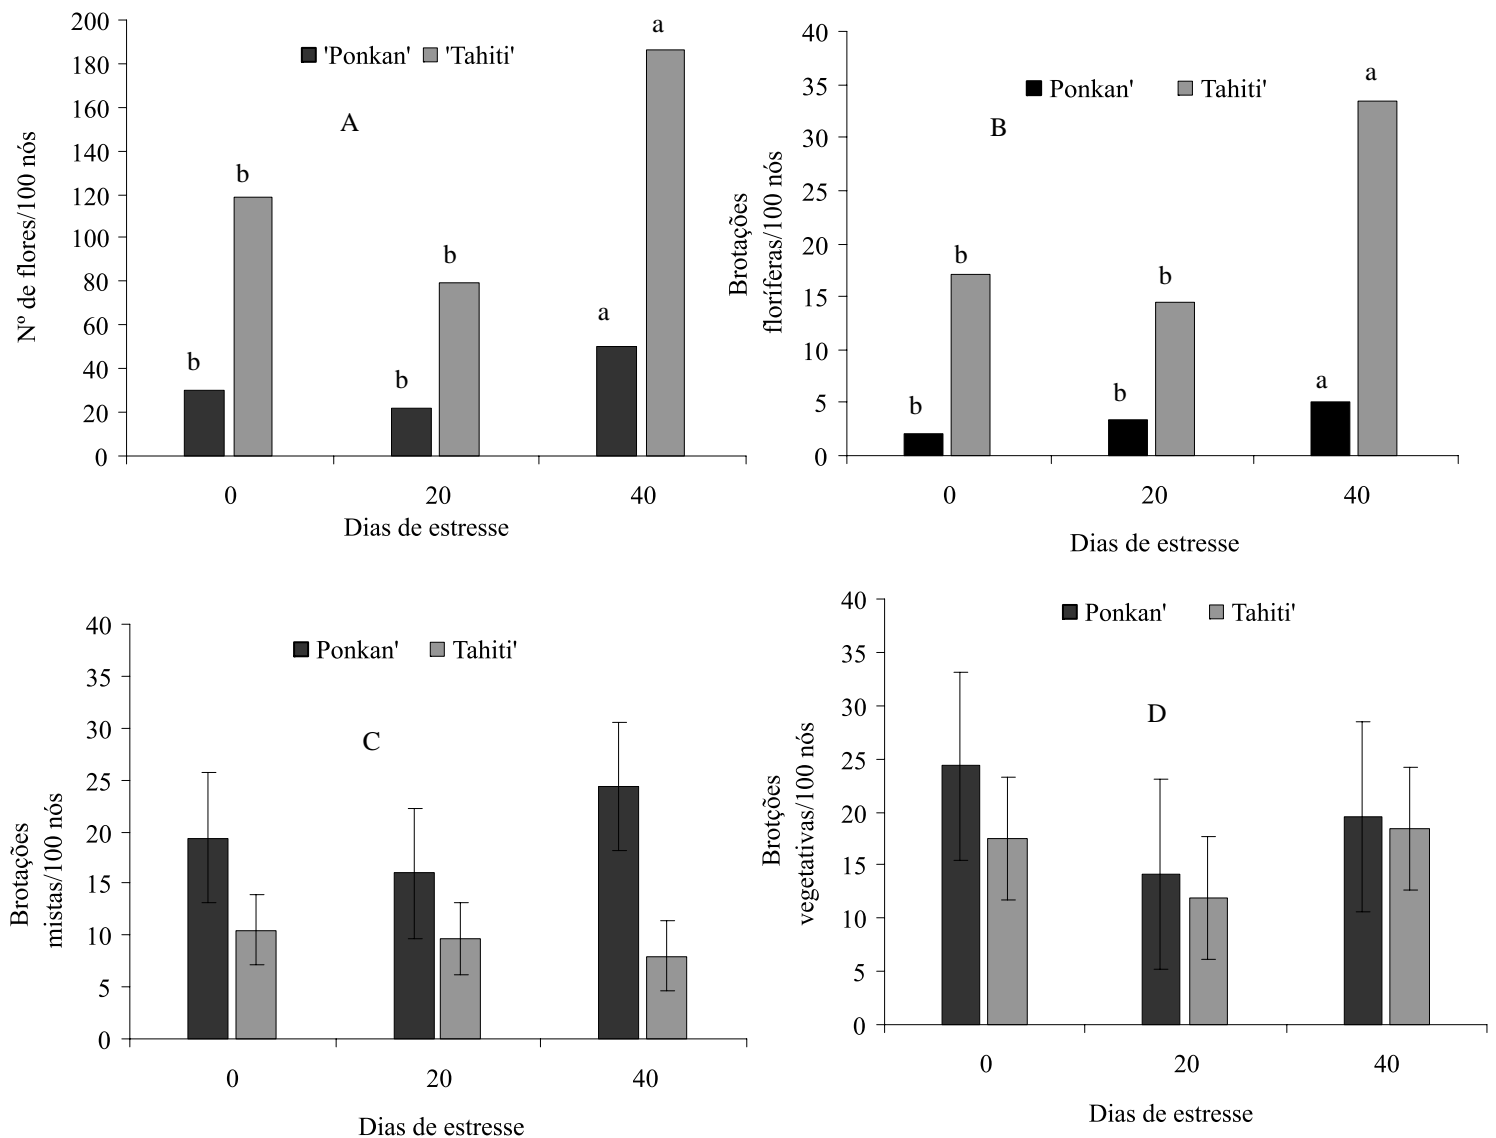 200
180
160
140
120
100
80
60
40
20
0
Nº de flores/100 nós
'Ponkan' 'Tahiti'
A
b
b
b
b
a
a
0 20 40
Dias de estresse
40
35
30
25
20
15
10
5
0
Brotações
floríferas/100 nós
Ponkan' Tahiti'
B
b
b
b
b
a
a
0 20 40
Dias de estresse
40
35
30
25
20
15
10
5
0
Brotações
mistas/100 nós
Ponkan' Tahiti'
C
0 20 40
Dias de estresse
40
35
30
25
20
15
10
5
0
Brotções
vegetativas/100 nós
Ponkan' Tahiti'
D
0 20 40
Dias de estresse